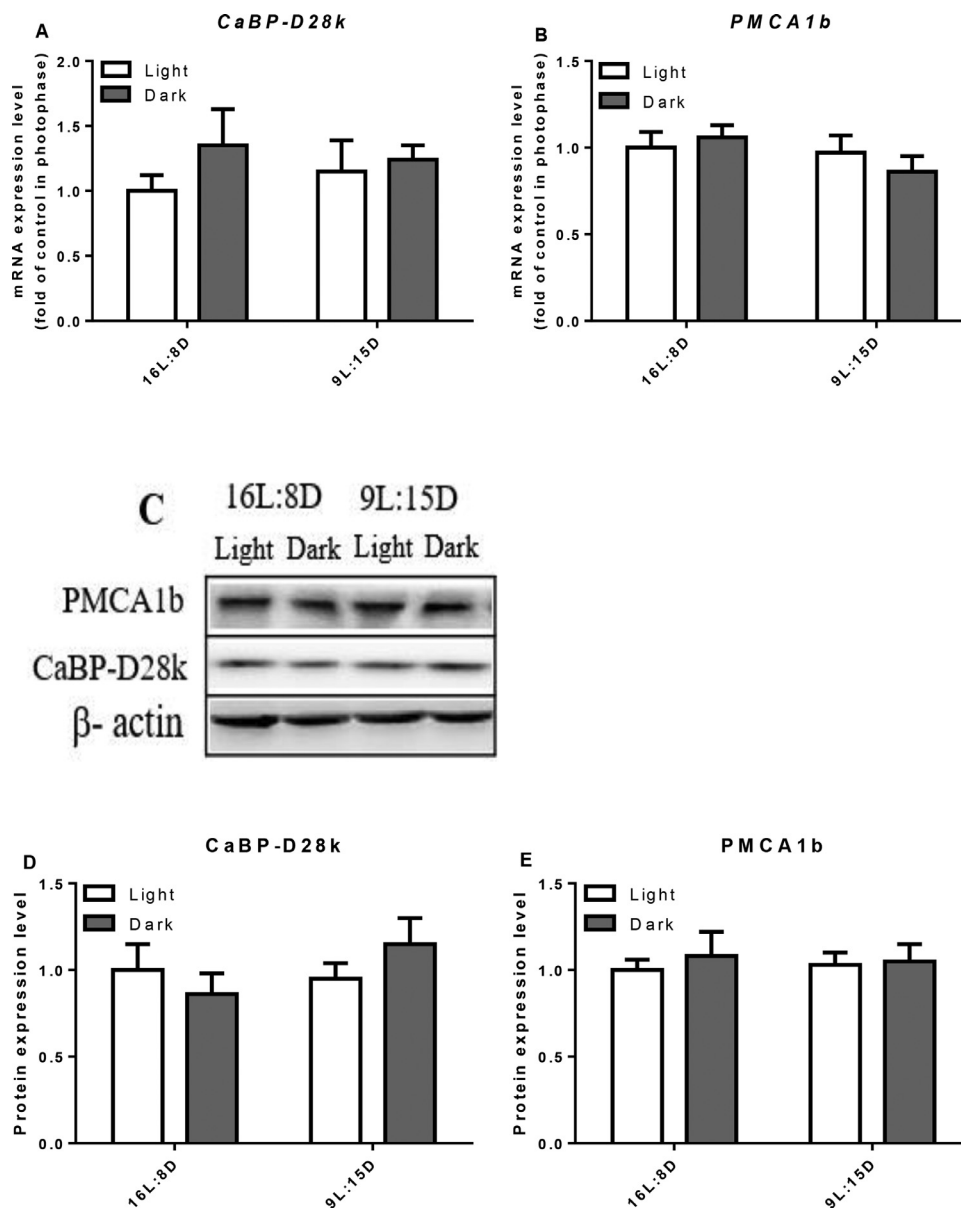 A
CaBP-D28k
mRNA expression level
(fold of control in photophase)
2.0
1.5
1.0
0.5
0.0
Light
Dark
16L:8D
9L:15D
B
PMCA1b
mRNA expression level
(fold of control in photophase)
1.5
1.0
0.5
0.0
Light
Dark
16L:8D
9L:15D
C
16L:8D 9L:15D
Light Dark Light Dark
PMCA1b
CaBP-D28k
β- actin
D
CaBP-D28k
Protein expression level
1.5
1.0
0.5
0.0
Light
Dark
16L:8D
9L:15D
E
PMCA1b
Protein expression level
1.5
1.0
0.5
0.0
Light
Dark
16L:8D
9L:15D